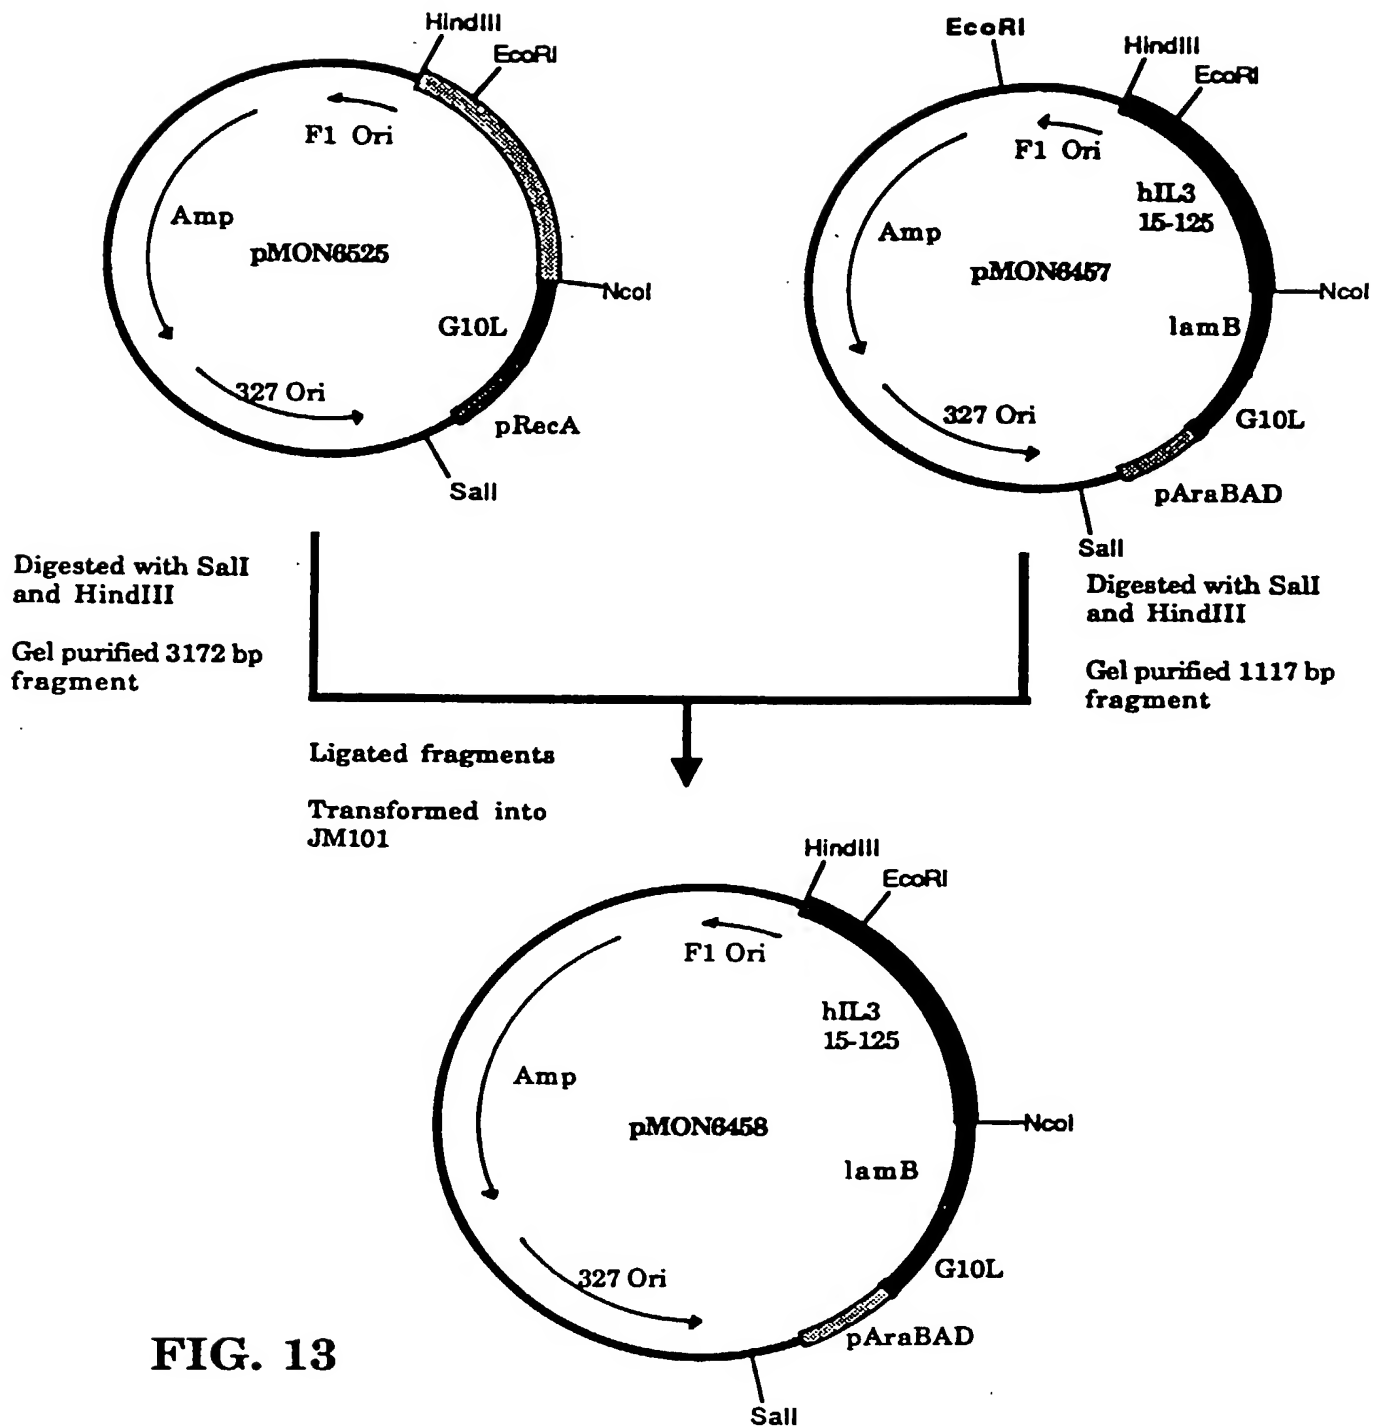 HindIII
EcoRI
F1 Ori
Amp
pMON6525
NcoI
G10L
327 Ori
pRecA
SalI
EcoRI
HindIII
EcoRI
F1 Ori
hIL3
15-125
Amp
pMON6457
NcoI
lamB
327 Ori
G10L
pAraBAD
SalI
Digested with SalI
and HindIII
Gel purified 3172 bp
fragment
Digested with SalI
and HindIII
Gel purified 1117 bp
fragment
Ligated fragments
Transformed into
JM101
HindIII
EcoRI
F1 Ori
hIL3
15-125
Amp
pMON6458
NcoI
lamB
G10L
327 Ori
pAraBAD
SalI
FIG. 13